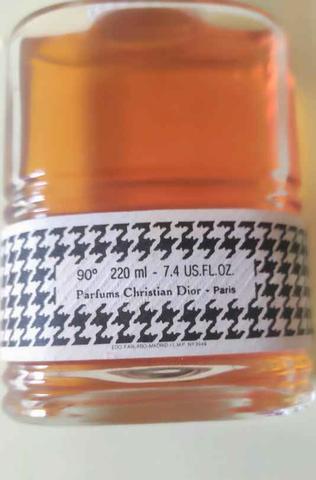 90° 220 ml - 7.4 US.FL.OZ.
Parfums Christian Dior - Paris